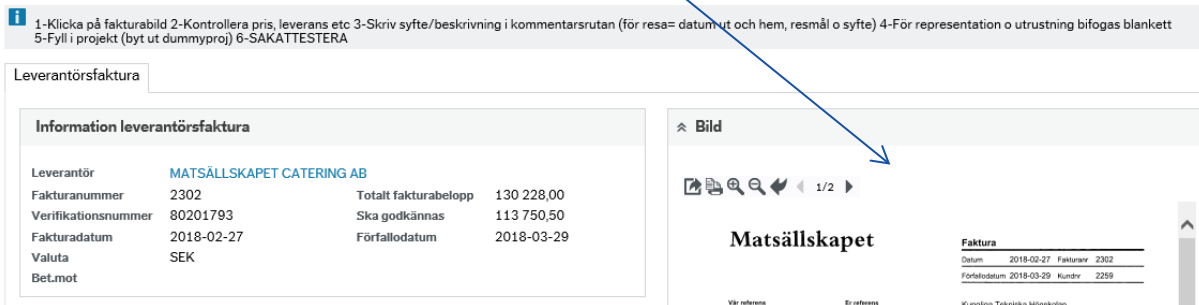 1-Klicka på fakturabild 2-Kontrollera pris, leverans etc 3-Skriv syfte/beskrivning i kommentarsrutan (för resa= datum ut och hem, resmål o syfte) 4-För representation o utrustning bifogas blankett
5-Fyll i projekt (byt ut dummyproj) 6-SAKATTESTERA
Leverantörsfaktura
Information leverantörsfaktura
Leverantör MATSÄLLSKAPET CATERING AB
Fakturanummer 2302 Totalt fakturabelopp 130 228,00
Verifikationsnummer 80201793 Ska godkännas 113 750,50
Fakturadatum 2018-02-27 Förfallodatum 2018-03-29
Valuta SEK
Bet.mot
Bild
1/2
Matsällskapet
Faktura
Datum 2018-02-27 Fakturanr 2302
Förfallodatum 2018-03-29 Kundnr 2259
Vår referens Er referens
Kungliga Tekniska Högskolan